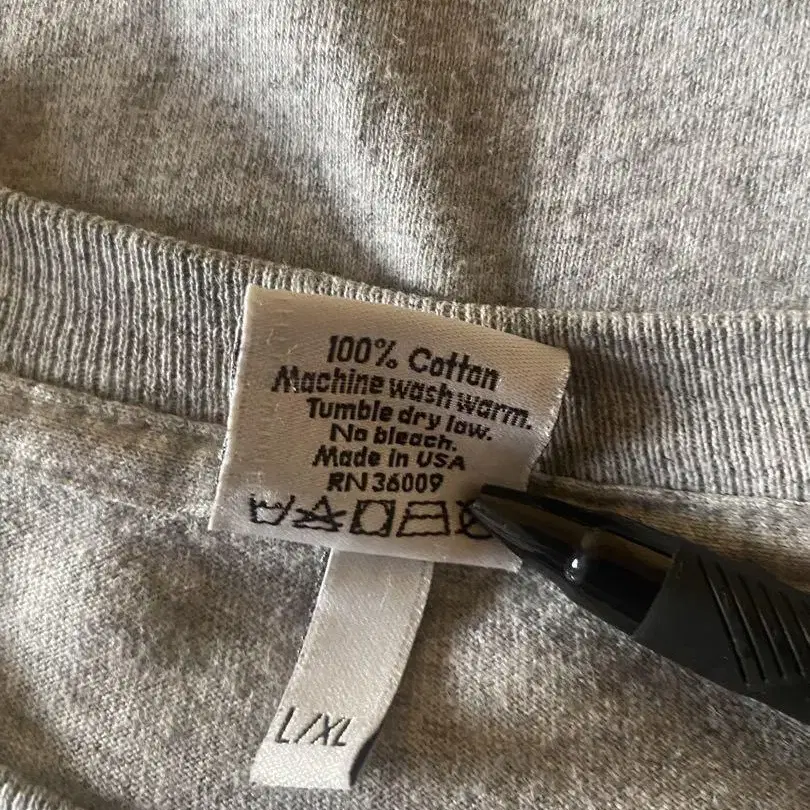 100% Cotton
Machine wash warm.
Tumble dry low.
No bleach.
Made in USA
RN 36009
L/XL